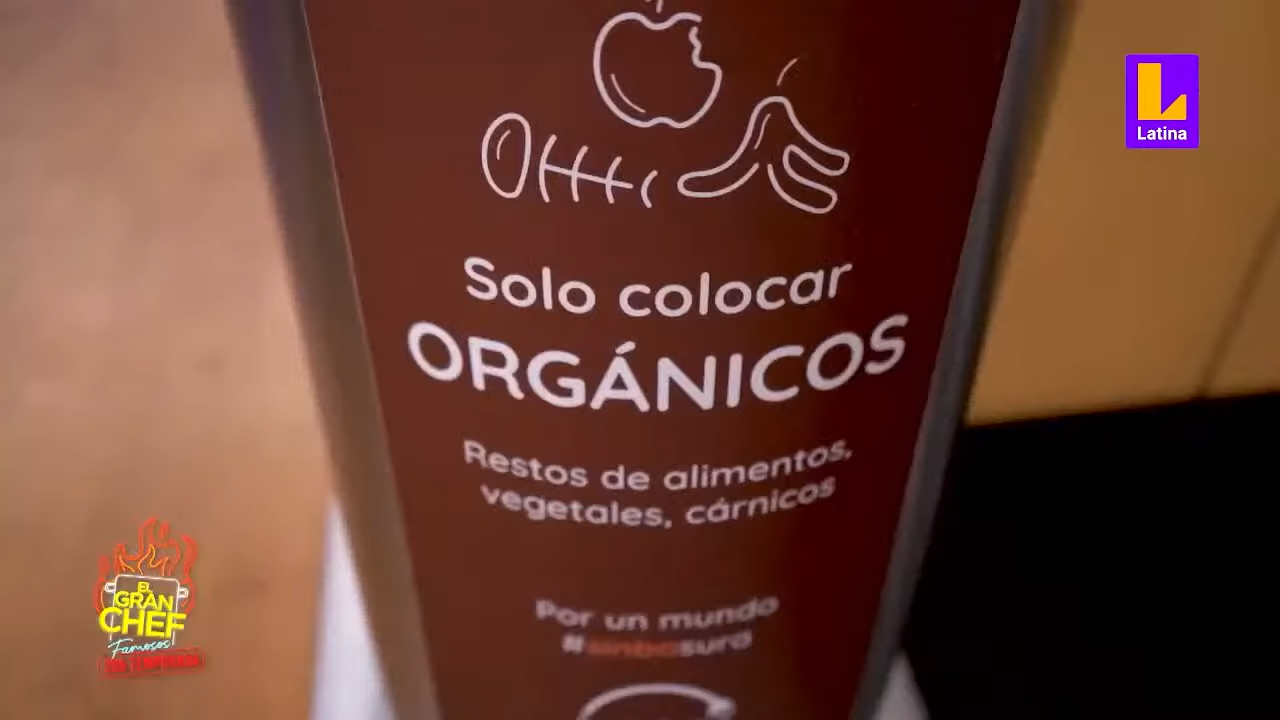 Latina
Solo colocar
ORGÁNICOS
Restos de alimentos,
vegetales, cárnicos
Por un mundo
#sinbasura
EL
GRAN
CHEF
Famosos